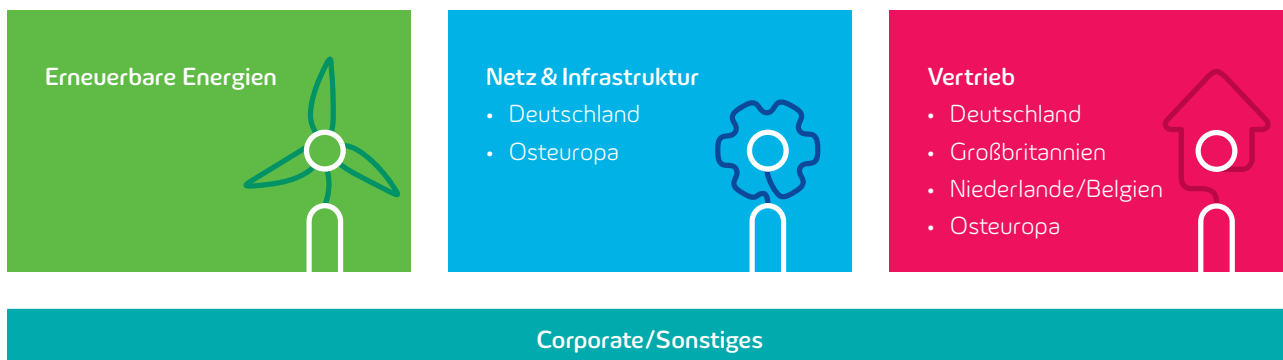 Erneuerbare Energien
Netz & Infrastruktur
• Deutschland
• Osteuropa
Vertrieb
• Deutschland
• Großbritannien
• Niederlande/Belgien
• Osteuropa
Corporate/Sonstiges